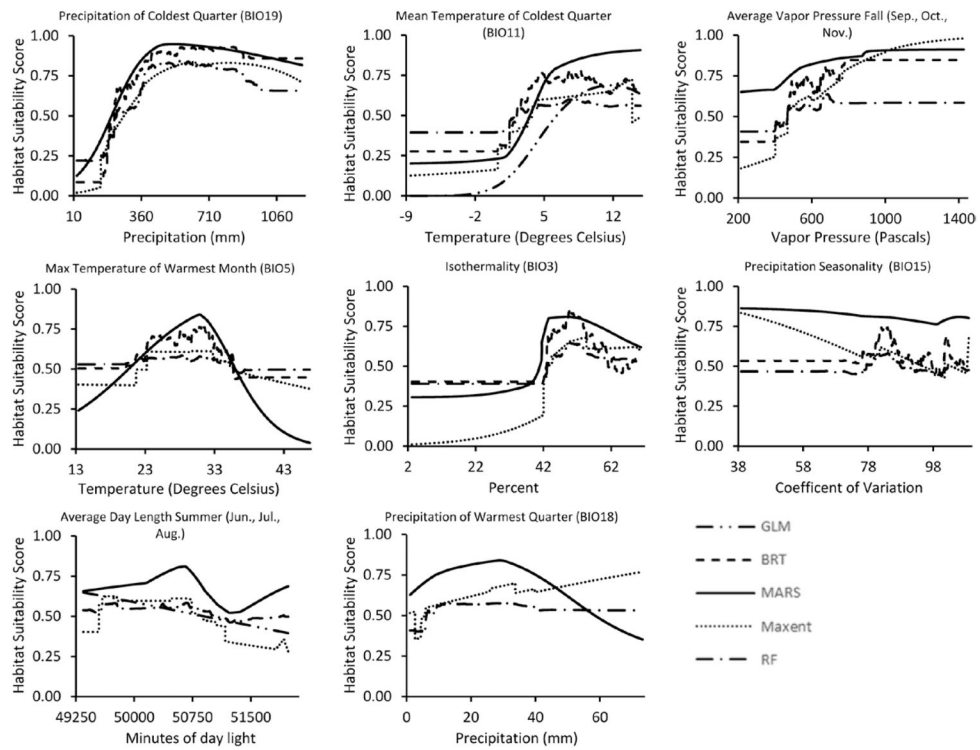 Precipitation of Coldest Quarter (BIO19)
Habitat Suitability Score
1.00
0.75
0.50
0.25
0.00
10 360 710 1060
Precipitation (mm)
Mean Temperature of Coldest Quarter
(BIO11)
Habitat Suitability Score
1.00
0.75
0.50
0.25
0.00
-9 -2 5 12
Temperature (Degrees Celsius)
Average Vapor Pressure Fall (Sep., Oct.,
Nov.)
Habitat Suitability Score
1.00
0.75
0.50
0.25
0.00
200 600 1000 1400
Vapor Pressure (Pascals)
Max Temperature of Warmest Month (BIO5)
Habitat Suitability Score
1.00
0.75
0.50
0.25
0.00
13 23 33 43
Temperature (Degrees Celsius)
Isothermality (BIO3)
Habitat Suitability Score
1.00
0.75
0.50
0.25
0.00
2 22 42 62
Percent
Precipitation Seasonality (BIO15)
Habitat Suitability Score
1.00
0.75
0.50
0.25
0.00
38 58 78 98
Coefficent of Variation
Average Day Length Summer (Jun., Jul.,
Aug.)
Habitat Suitability Score
1.00
0.75
0.50
0.25
0.00
49250 50000 50750 51500
Minutes of day light
Precipitation of Warmest Quarter (BIO18)
Habitat Suitability Score
1.00
0.75
0.50
0.25
0.00
0 20 40 60
Precipitation (mm)
GLM
BRT
MARS
Maxent
RF